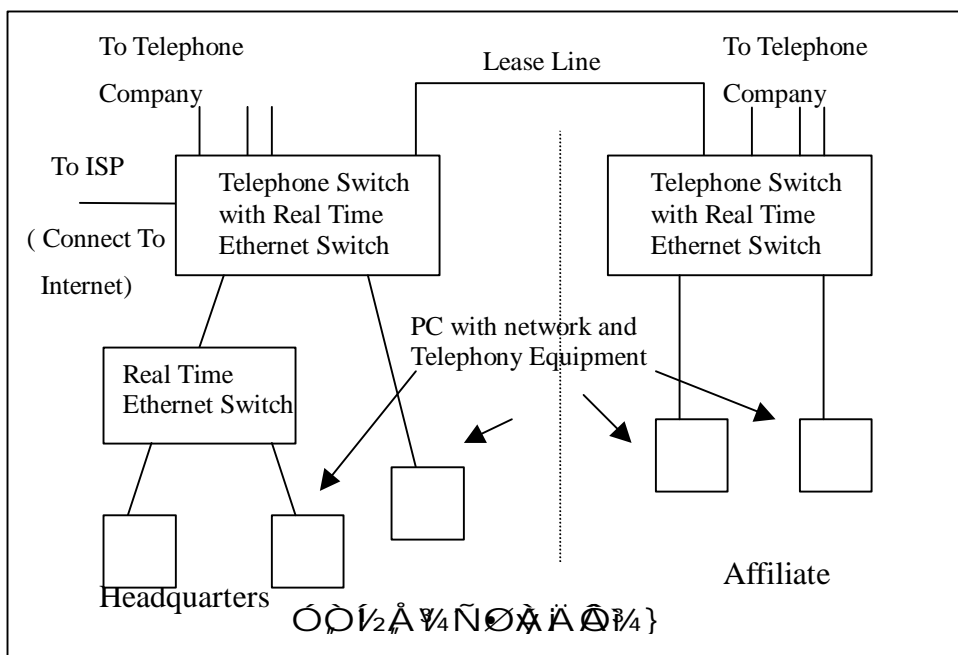 To Telephone
Company
Lease Line
To Telephone
Company
To ISP
( Connect To
Internet)
Telephone Switch
with Real Time
Ethernet Switch
Telephone Switch
with Real Time
Ethernet Switch
PC with network and
Telephony Equipment
Real Time
Ethernet Switch
Headquarters
Affiliate